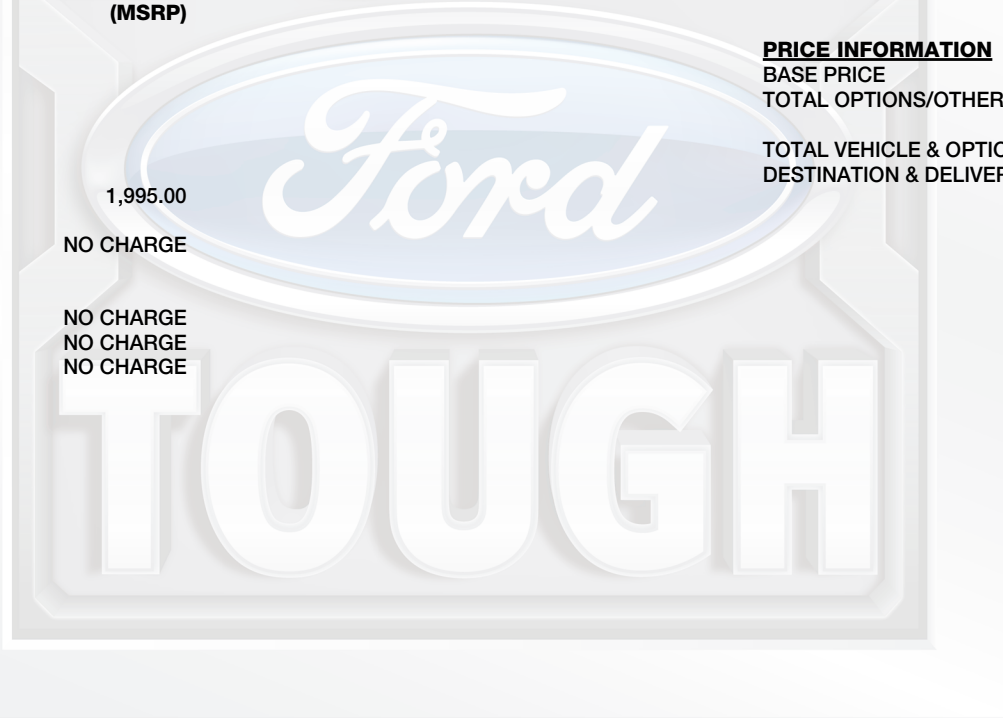 (MSRP)
1,995.00
NO CHARGE
NO CHARGE
NO CHARGE
NO CHARGE
PRICE INFORMATION
BASE PRICE
TOTAL OPTIONS/OTHER
TOTAL VEHICLE & OPTIO
DESTINATION & DELIVER
Ford
TOUGH